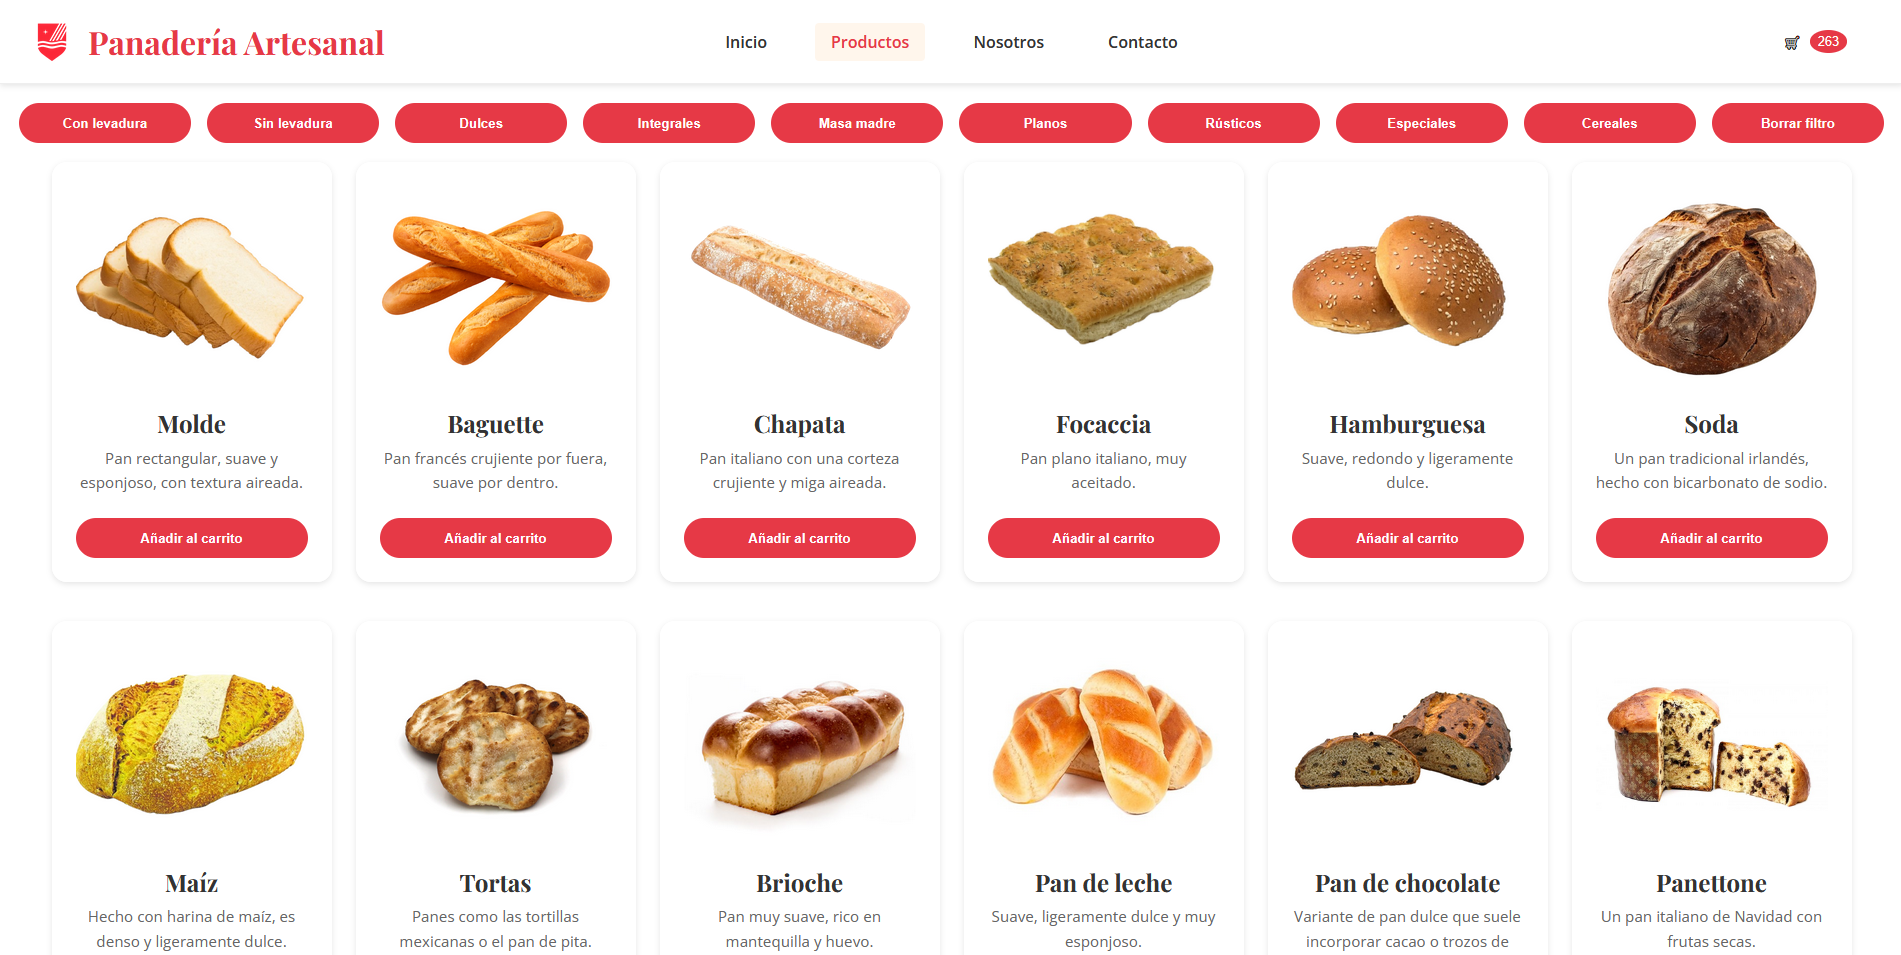 Panadería Artesanal
Inicio
Productos
Nosotros
Contacto
263
Con levadura
Sin levadura
Dulces
Integrales
Masa madre
Planos
Rústicos
Especiales
Cereales
Borrar filtro
Molde
Pan rectangular, suave y
esponjoso, con textura aireada.
Añadir al carrito
Baguette
Pan francés crujiente por fuera,
suave por dentro.
Añadir al carrito
Chapata
Pan italiano con una corteza
crujiente y miga aireada.
Añadir al carrito
Focaccia
Pan plano italiano, muy
aceitado.
Añadir al carrito
Hamburguesa
Suave, redondo y ligeramente
dulce.
Añadir al carrito
Soda
Un pan tradicional irlandés,
hecho con bicarbonato de sodio.
Añadir al carrito
Maíz
Hecho con harina de maíz, es
denso y ligeramente dulce.
Tortas
Panes como las tortillas
mexicanas o el pan de pita.
Brioche
Pan muy suave, rico en
mantequilla y huevo.
Pan de leche
Suave, ligeramente dulce y muy
esponjoso.
Pan de chocolate
Variante de pan dulce que suele
incorporar cacao o trozos de
Panettone
Un pan italiano de Navidad con
frutas secas.